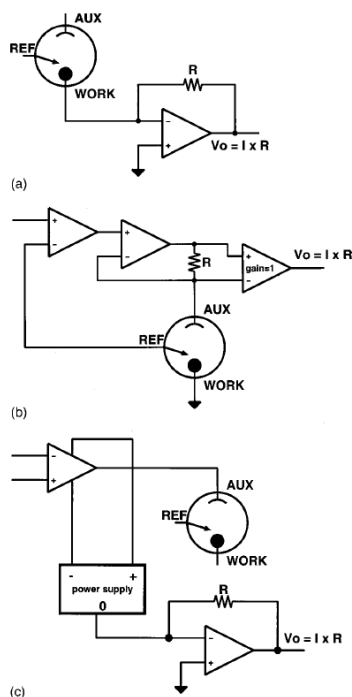 AUX
REF
WORK
R
-
+
Vo = I x R
(a)
+
-
+
-
R
+
gain=1
-
Vo = I x R
AUX
REF
WORK
(b)
-
+
AUX
REF
WORK
- +
power supply
0
R
-
+
Vo = I x R
(c)